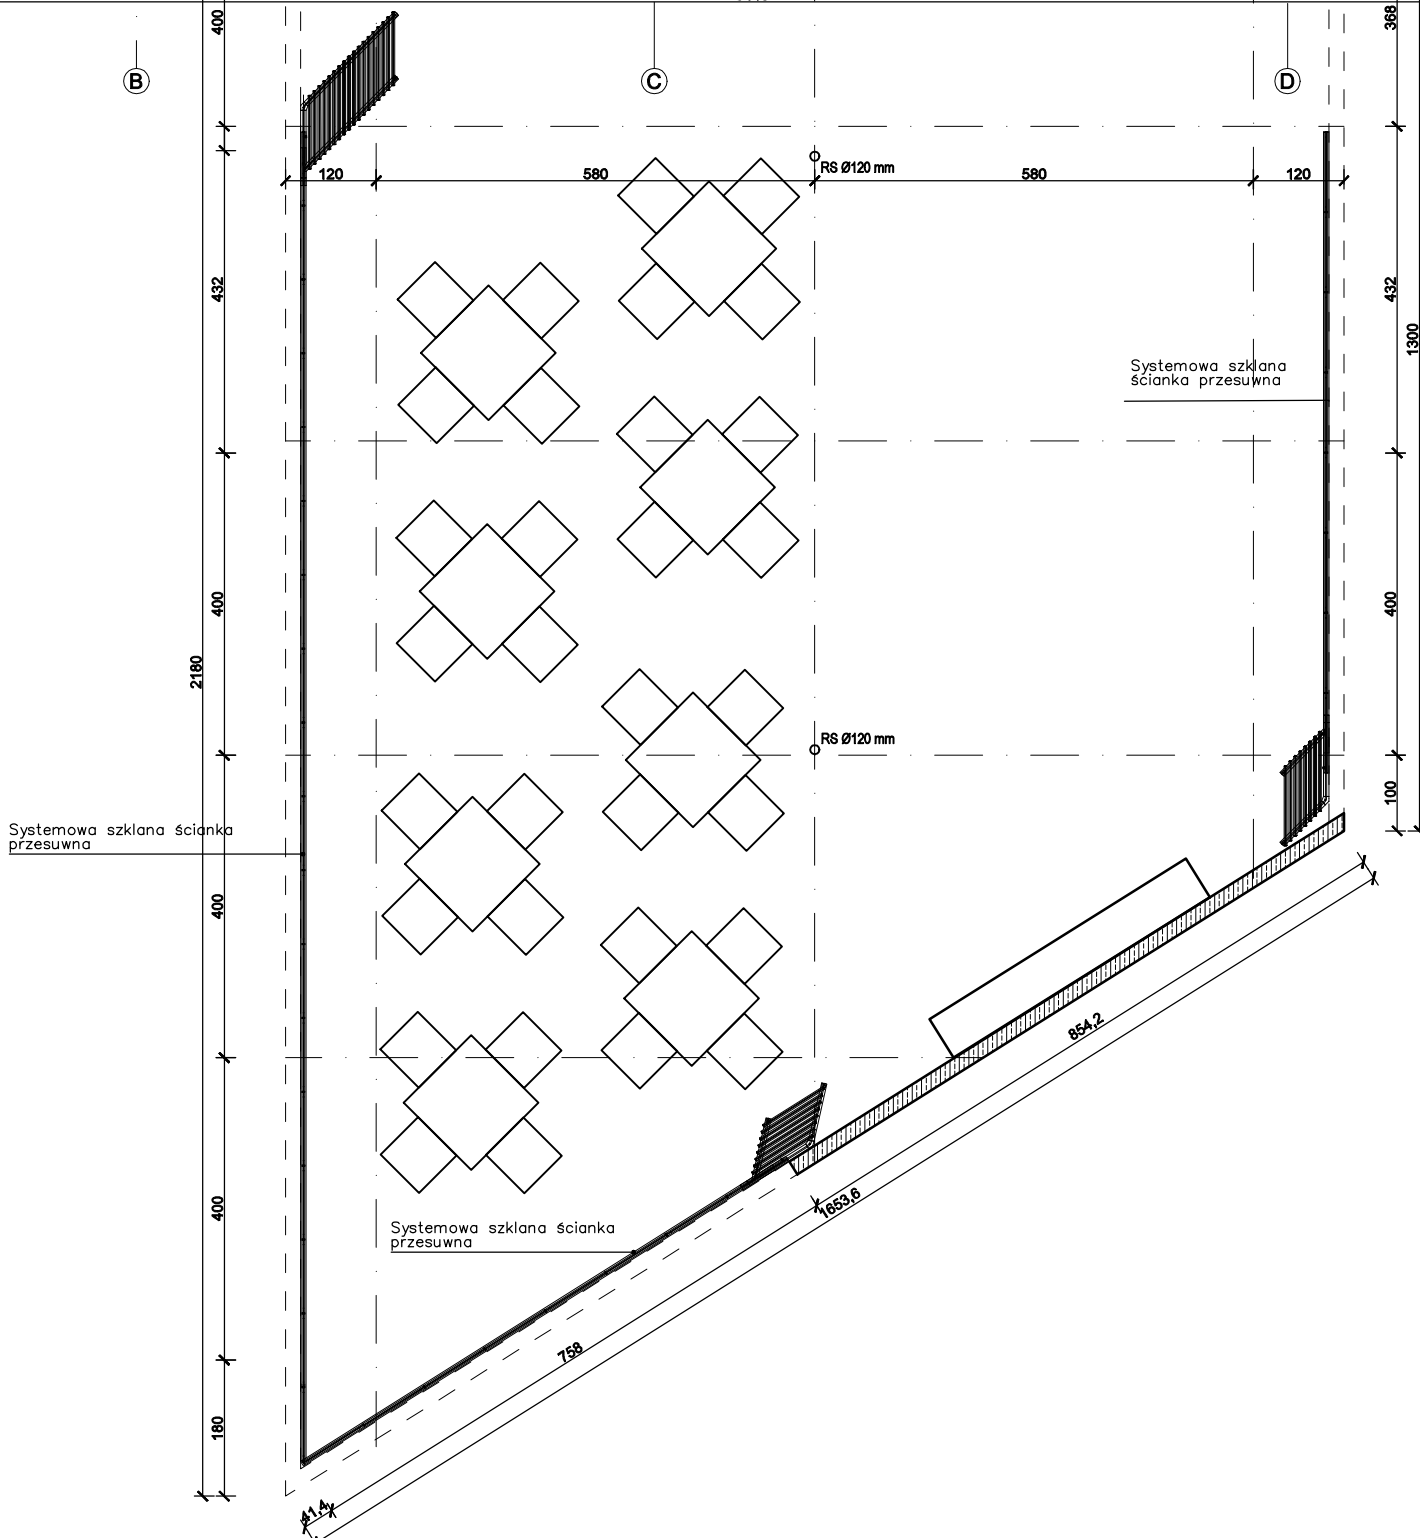 400
368
B
C
D
RS Ø120 mm
120
580
580
120
432
432
1300
Systemowa szklana
ścianka przesuwna
400
400
2180
RS Ø120 mm
100
Systemowa szklana ścianka
przesuwna
400
854,2
1653,6
400
Systemowa szklana ścianka
przesuwna
758
180
41,4